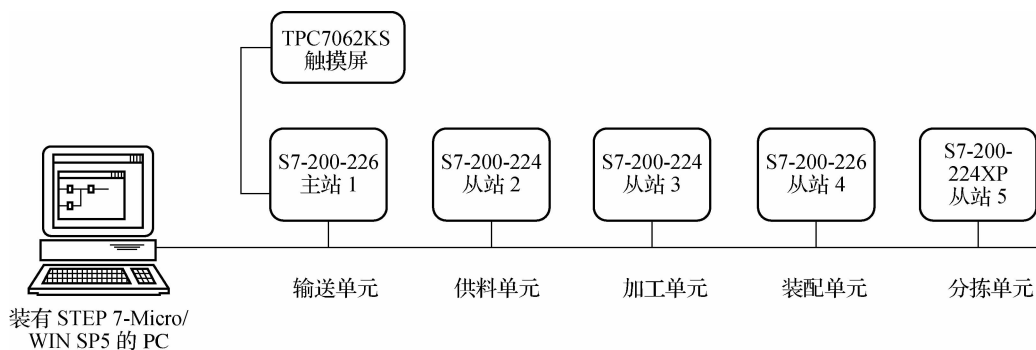 TPC7062KS
触摸屏
S7-200-226
主站 1
S7-200-224
从站 2
S7-200-224
从站 3
S7-200-226
从站 4
S7-200-
224XP
从站 5
输送单元
供料单元
加工单元
装配单元
分拣单元
装有 STEP 7-Micro/
WIN SP5 的 PC